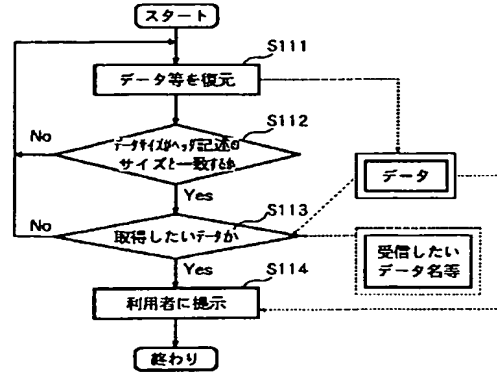 スタート
S111
データ等を復元
S112
No
データサイズがヘッダ記述の
サイズと一致するか
Yes
データ
S113
No
取得したいデータか
受信したい
データ名等
Yes
S114
利用者に提示
終わり